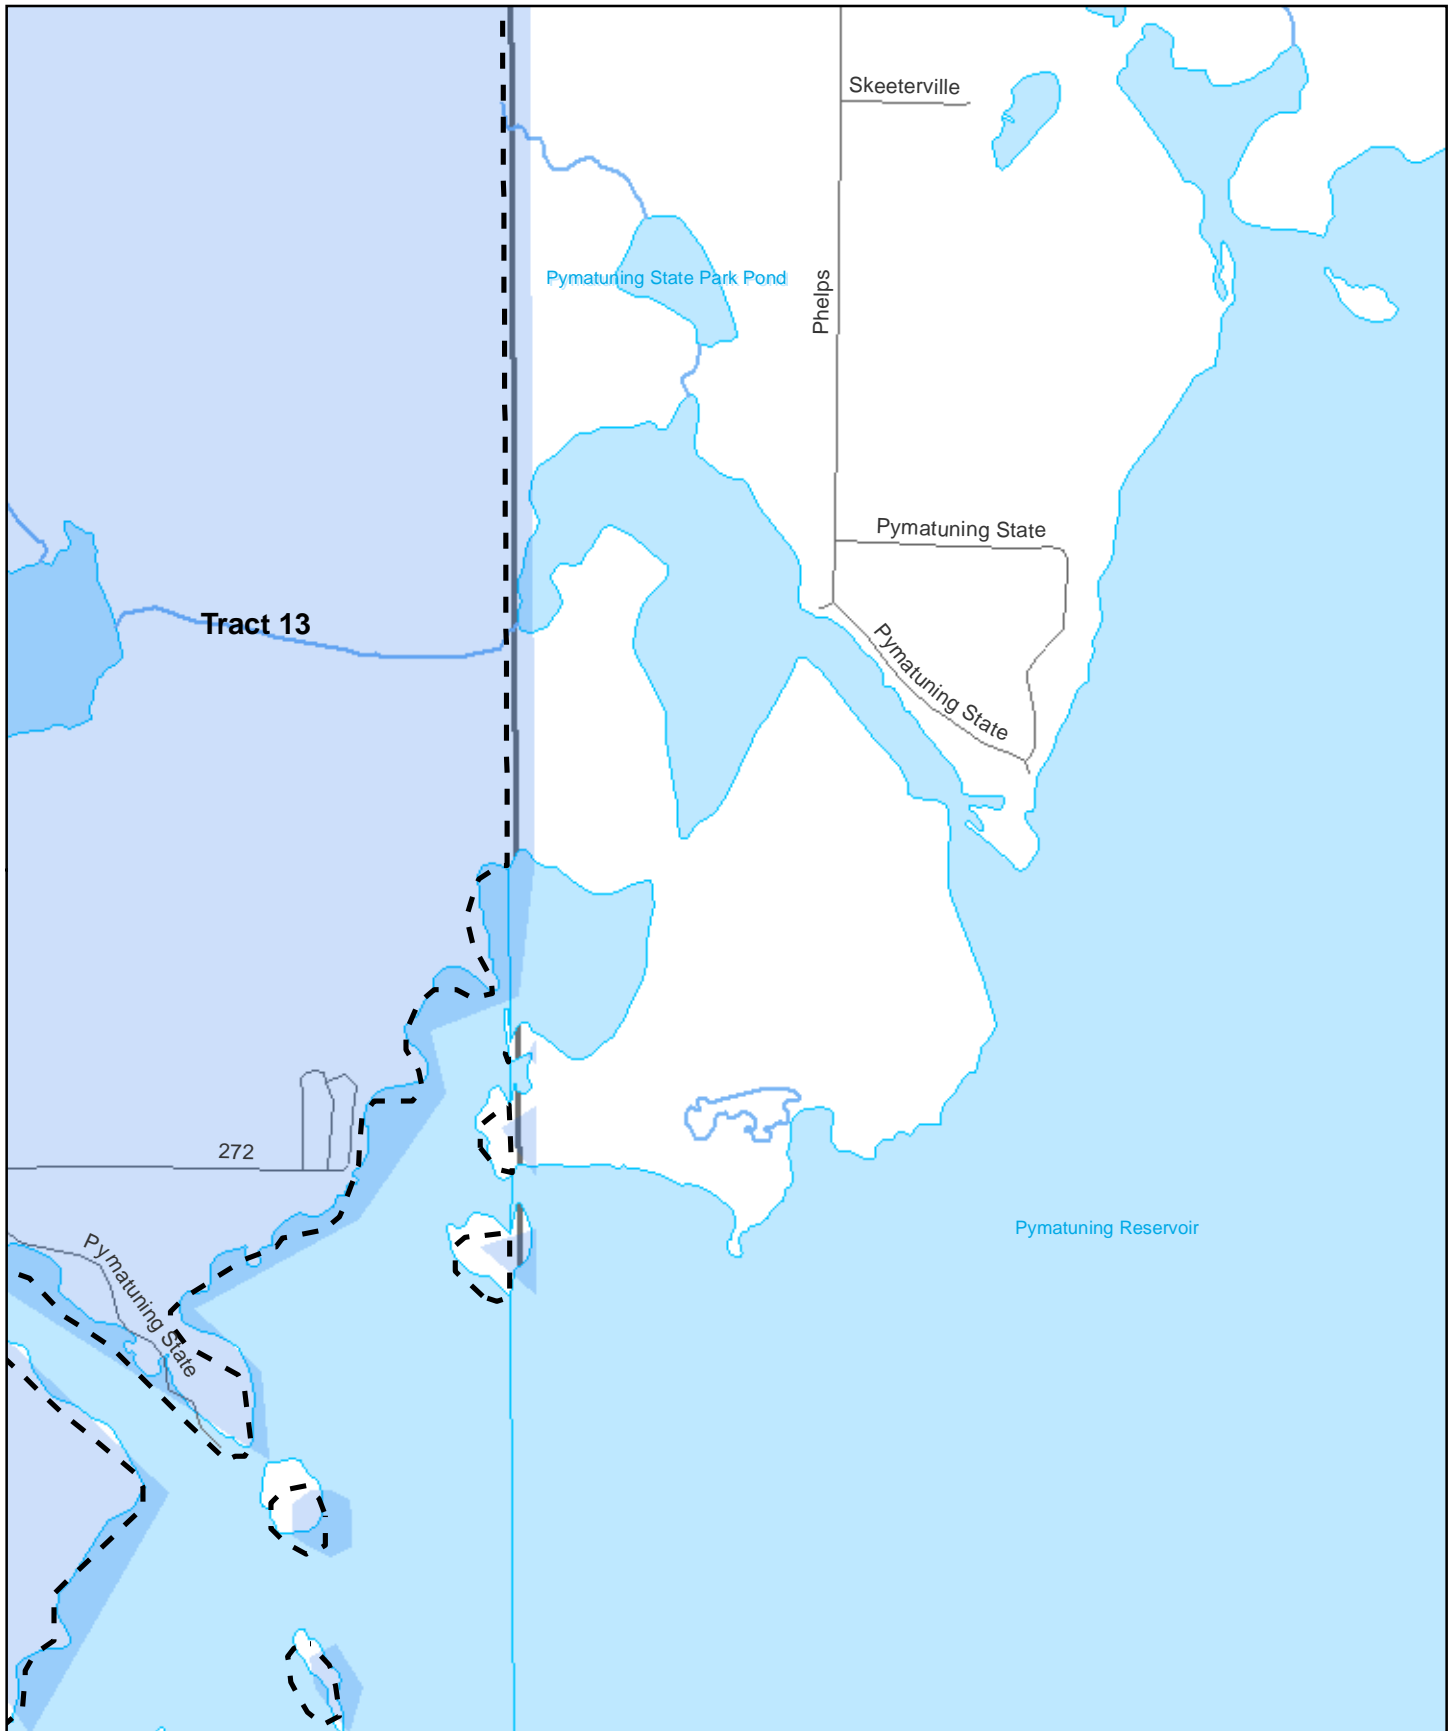 Skeeterville
Pymatuning State Park Pond
Phelps
Pymatuning State
Tract 13
Pymatuning State
272
Pymatuning Reservoir
Pymatuning State